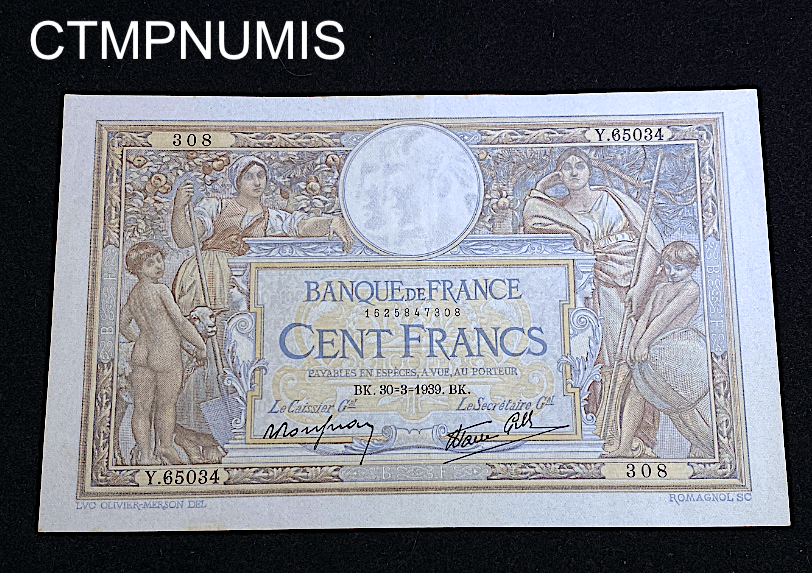 CTMPNUMIS
308 Y.65034
BANQUE DE FRANCE
1625847308
CENT FRANCS
PAYABLES EN ESPÈCES, A VUE, AU PORTEUR
BK. 30=3=1939. BK.
Le Caissier Gal Le Secrétaire Gal
Y.65034 308
LVC OLIVIER-MERSON DEL ROMAGNOL SC